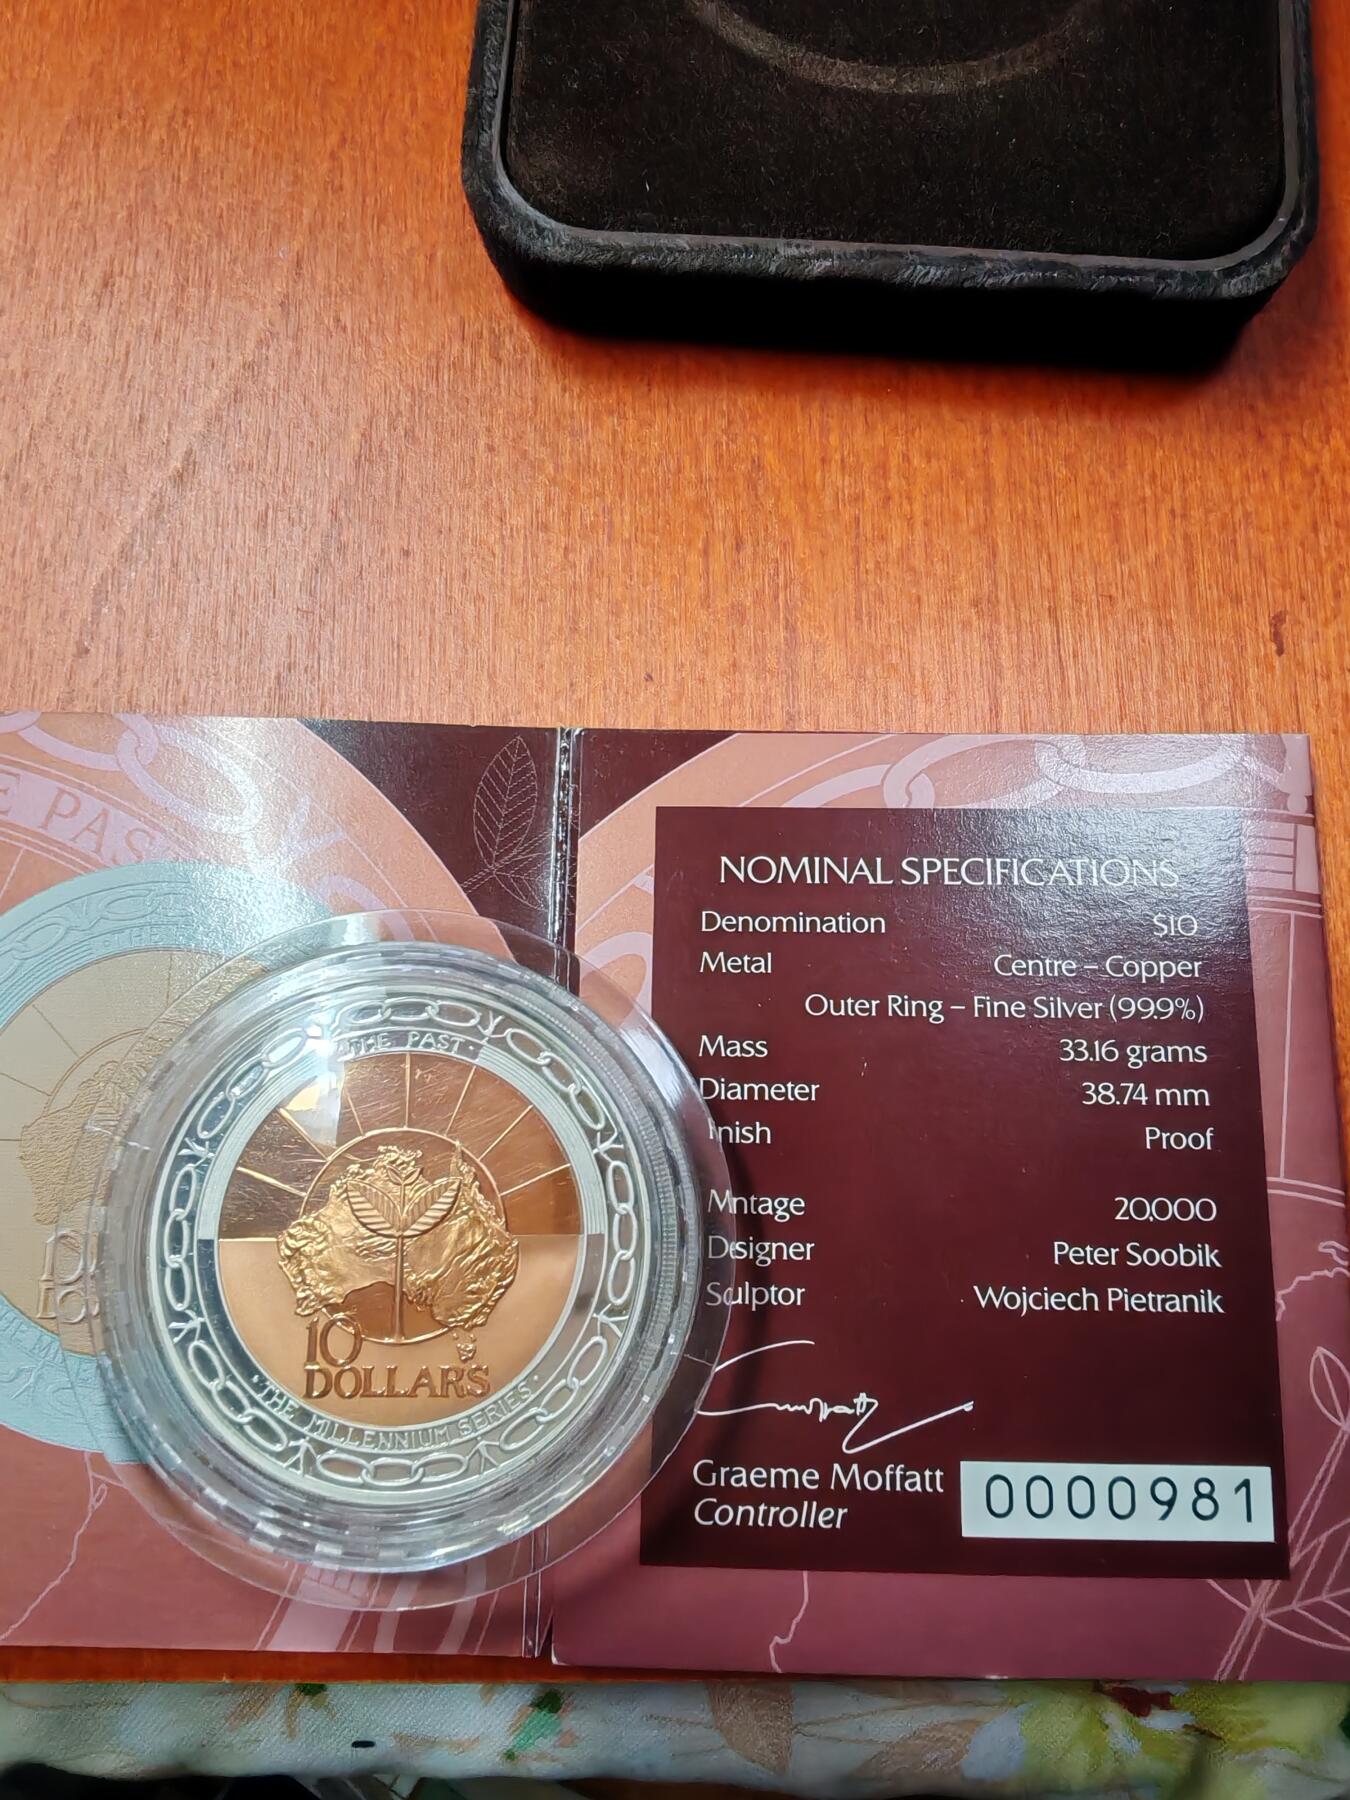 E PAS
THE PAST
10
DOLLARS
THE MILLENNIUM SERIES
NOMINAL SPECIFICATIONS
Denomination $10
Metal Centre – Copper
Outer Ring – Fine Silver (99.9%)
Mass 33.16 grams
Diameter 38.74 mm
Finish Proof
Mintage 20,000
Designer Peter Soobik
Sculptor Wojciech Pietranik
Graeme Moffatt
Controller
0000981